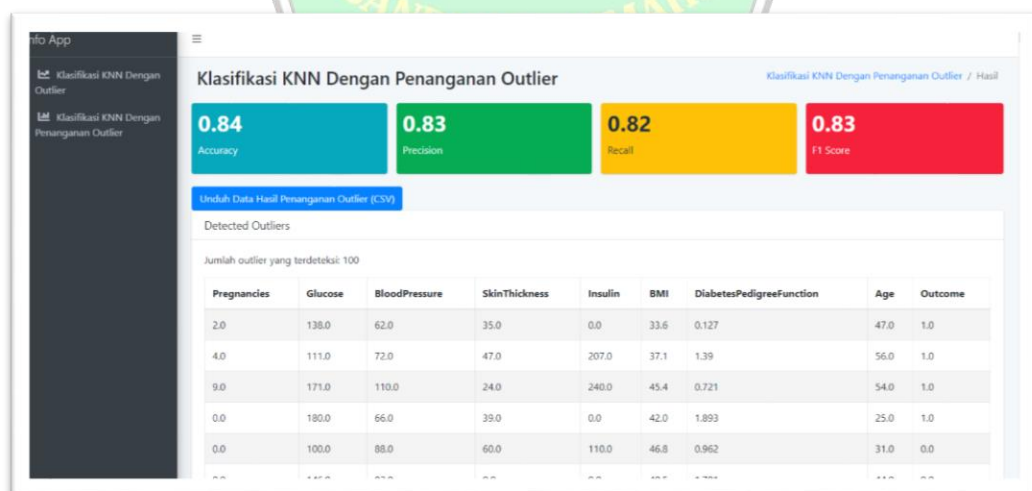 nfo App
Klasifikasi KNN Dengan Outlier
Klasifikasi KNN Dengan Penanganan Outlier
Klasifikasi KNN Dengan Penanganan Outlier
Klasifikasi KNN Dengan Penanganan Outlier / Hasil
0.84
Accuracy
0.83
Precision
0.82
Recall
0.83
F1 Score
Unduh Data Hasil Penanganan Outlier (CSV)
Detected Outliers
Jumlah outlier yang terdeteksi: 100
Pregnancies Glucose BloodPressure SkinThickness Insulin BMI DiabetesPedigreeFunction Age Outcome
2.0 138.0 62.0 35.0 0.0 33.6 0.127 47.0 1.0
4.0 111.0 72.0 47.0 207.0 37.1 1.39 56.0 1.0
9.0 171.0 110.0 24.0 240.0 45.4 0.721 54.0 1.0
0.0 180.0 66.0 39.0 0.0 42.0 1.893 25.0 1.0
0.0 100.0 88.0 60.0 110.0 46.8 0.962 31.0 0.0